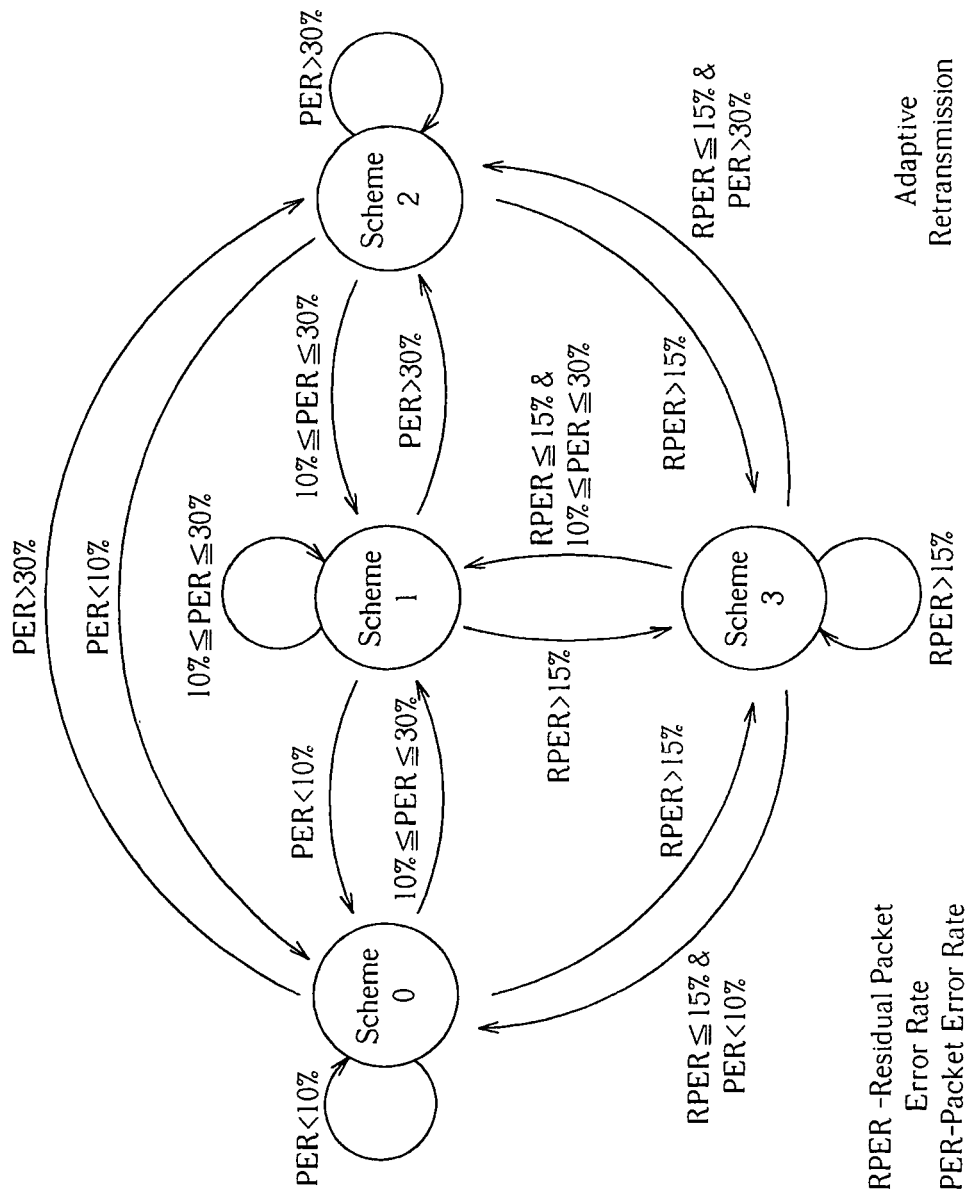 PER>30%
PER<10%
10%≦PER≦30%
PER<10%
PER>30%
Scheme
0
PER<10%
10%≦PER≦30%
Scheme
1
10%≦PER≦30%
PER>30%
Scheme
2
RPER>15%
RPER≦15% &
10%≦PER≦30%
RPER≦15% &
PER<10%
RPER>15%
RPER>15%
RPER≦15% &
PER>30%
Scheme
3
RPER>15%
RPER -Residual Packet
Error Rate
PER-Packet Error Rate
Adaptive
Retransmission